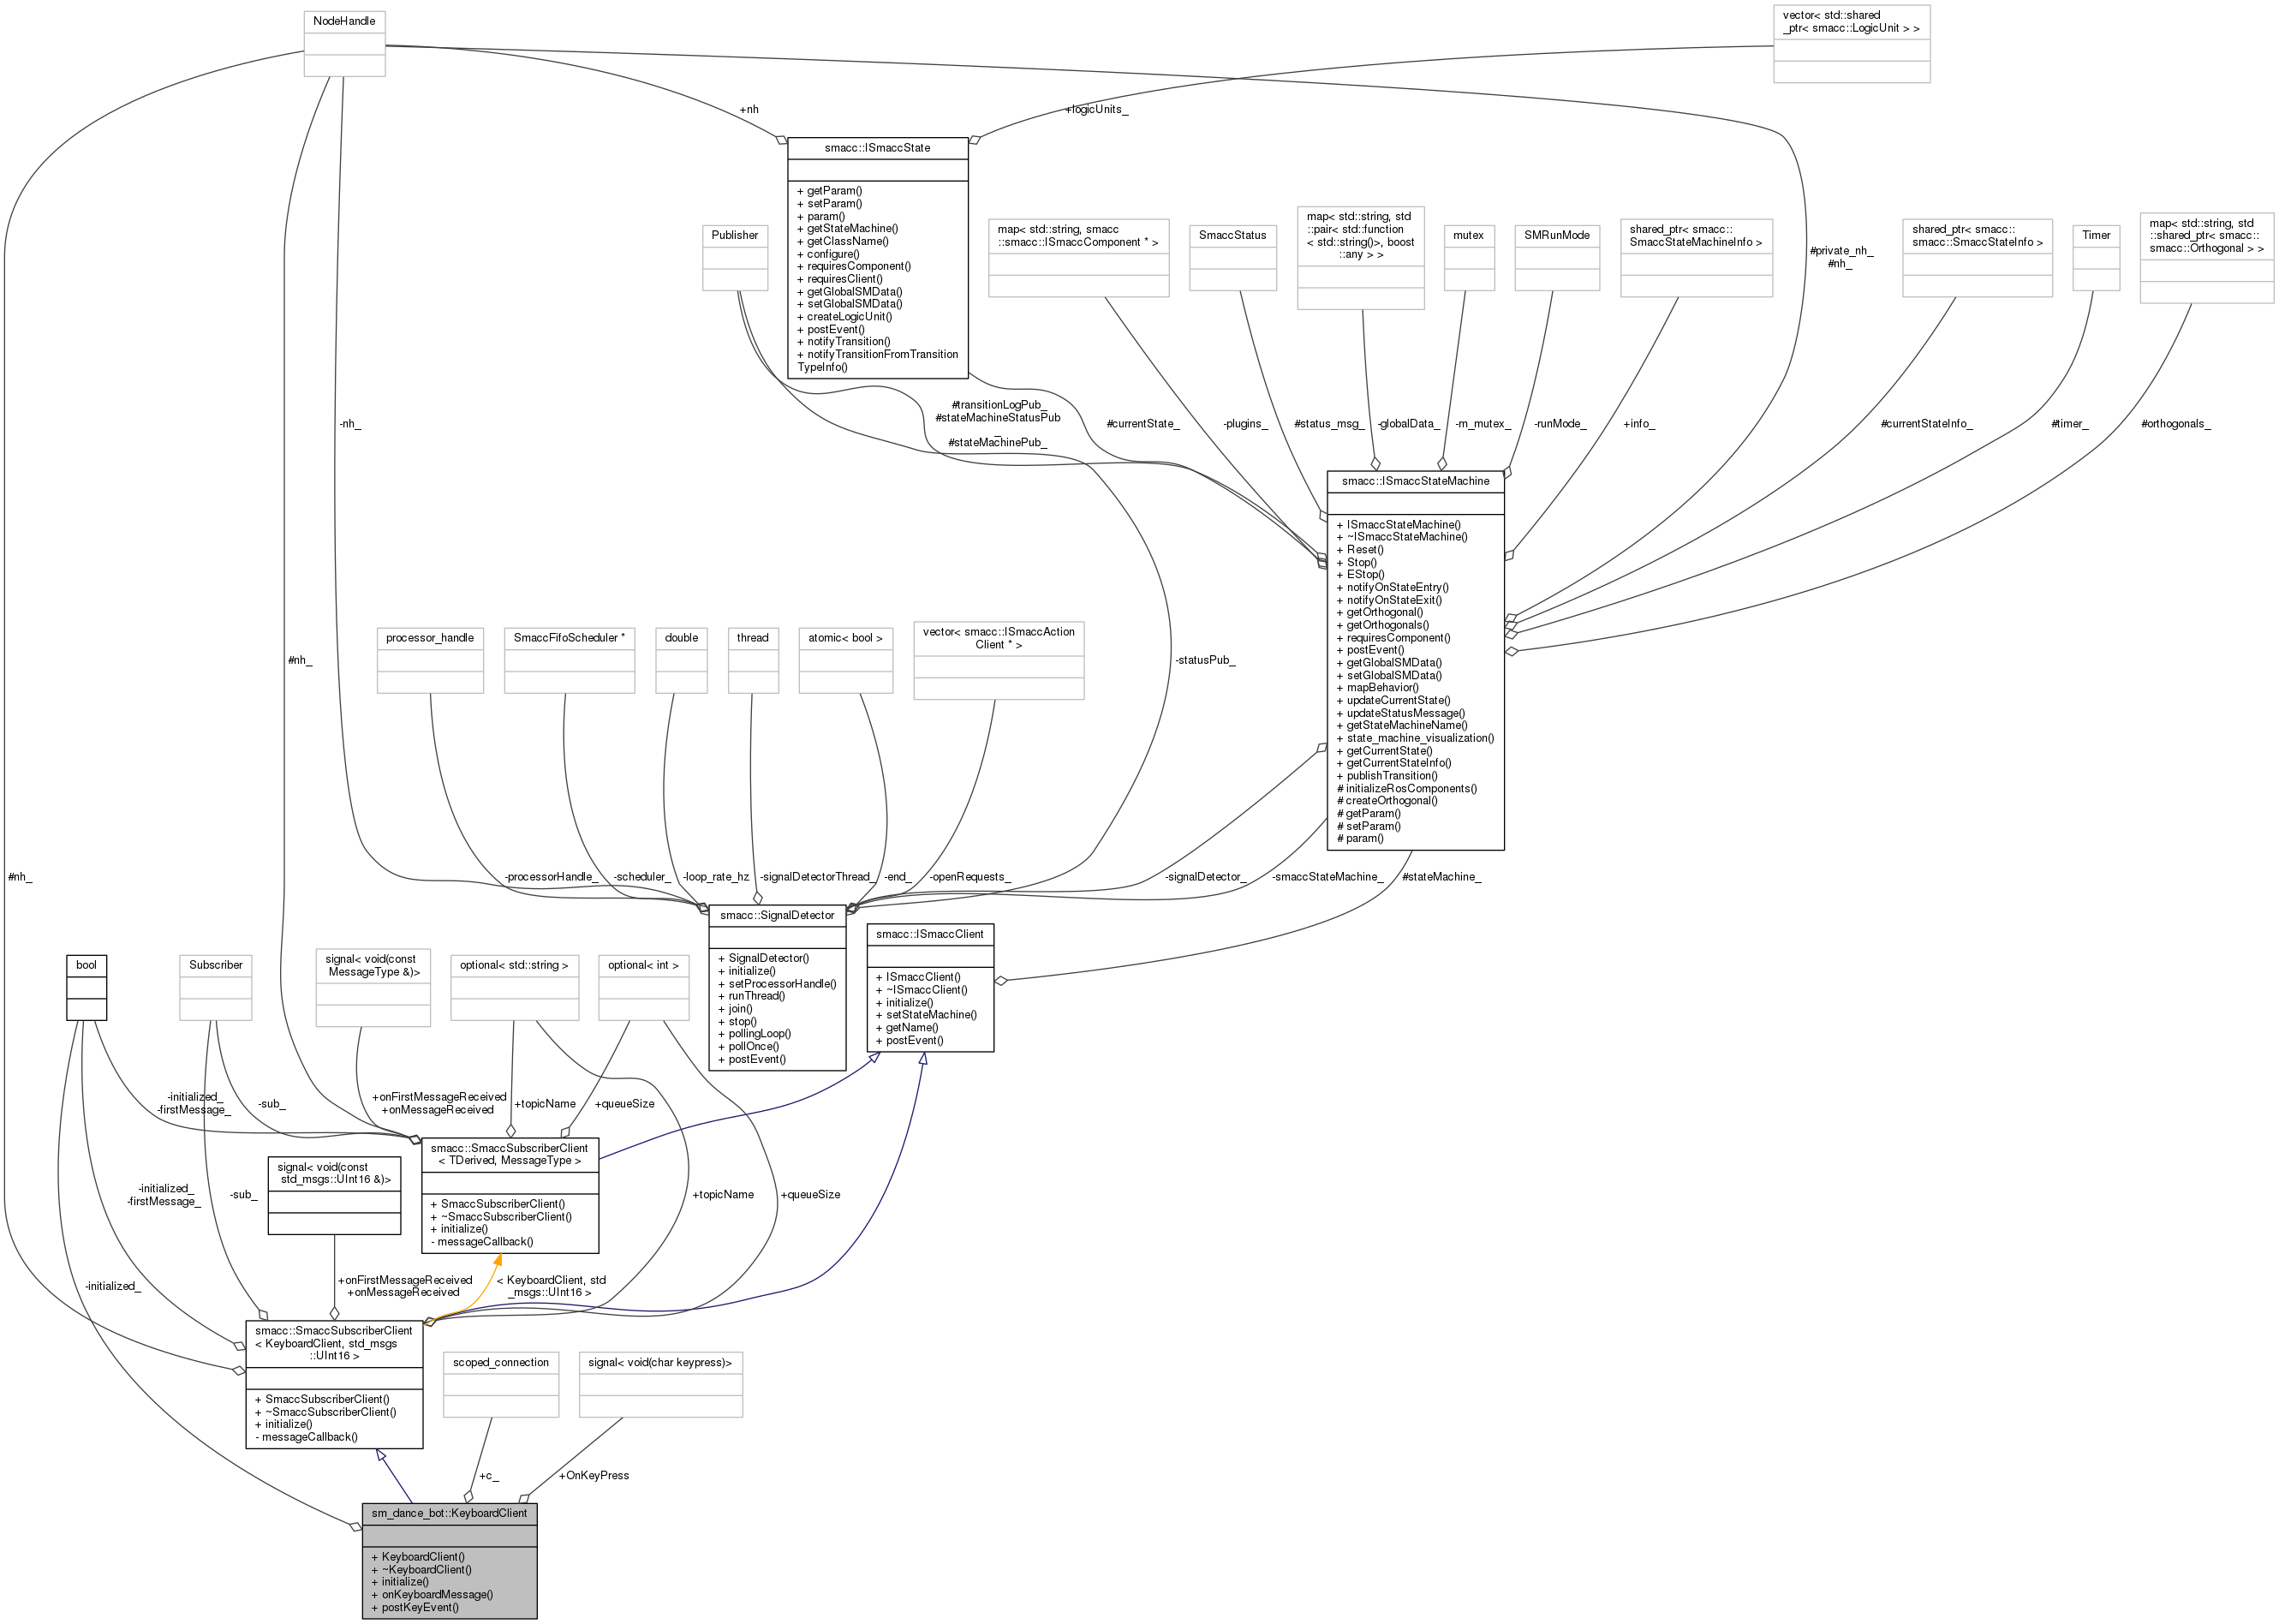 NodeHandle
vector< std::shared
_ptr< smacc::LogicUnit > >
+nh
+logicUnits_
smacc::ISmaccState
+ getParam()
+ setParam()
+ param()
+ getStateMachine()
+ getClassName()
+ configure()
+ requiresComponent()
+ requiresClient()
+ getGlobalSMData()
+ setGlobalSMData()
+ createLogicUnit()
+ postEvent()
+ notifyTransition()
+ notifyTransitionFromTransition
TypeInfo()
Publisher
map< std::string, smacc
::smacc::ISmaccComponent * >
SmaccStatus
map< std::string, std
::pair< std::function
< std::string()>, boost
::any > >
mutex
SMRunMode
shared_ptr< smacc::
SmaccStateMachineInfo >
#private_nh_
#nh_
shared_ptr< smacc::
smacc::SmaccStateInfo >
Timer
map< std::string, std
::shared_ptr< smacc::
smacc::Orthogonal > >
-nh_
#transitionLogPub_
#stateMachineStatusPub
_
#stateMachinePub_
#currentState_
-plugins_
#status_msg_
-globalData_
-m_mutex_
-runMode_
+info_
#currentStateInfo_
#timer_
#orthogonals_
smacc::ISmaccStateMachine
+ ISmaccStateMachine()
+ ~ISmaccStateMachine()
+ Reset()
+ Stop()
+ EStop()
+ notifyOnStateEntry()
+ notifyOnStateExit()
+ getOrthogonal()
+ getOrthogonals()
+ requiresComponent()
+ postEvent()
+ getGlobalSMData()
+ setGlobalSMData()
+ mapBehavior()
+ updateCurrentState()
+ updateStatusMessage()
+ getStateMachineName()
+ state_machine_visualization()
+ getCurrentState()
+ getCurrentStateInfo()
+ publishTransition()
# initializeRosComponents()
# createOrthogonal()
# getParam()
# setParam()
# param()
#nh_
processor_handle
SmaccFifoScheduler *
double
thread
atomic< bool >
vector< smacc::ISmaccAction
Client * >
-statusPub_
#nh_
-processorHandle_
-scheduler_
-loop_rate_hz
-signalDetectorThread_
-end_
-openRequests_
-signalDetector_
-smaccStateMachine_
#stateMachine_
smacc::SignalDetector
+ SignalDetector()
+ initialize()
+ setProcessorHandle()
+ runThread()
+ join()
+ stop()
+ pollingLoop()
+ pollOnce()
+ postEvent()
smacc::ISmaccClient
+ ISmaccClient()
+ ~ISmaccClient()
+ initialize()
+ setStateMachine()
+ getName()
+ postEvent()
bool
Subscriber
signal< void(const
MessageType &)>
optional< std::string >
optional< int >
-initialized_
-firstMessage_
-sub_
+onFirstMessageReceived
+onMessageReceived
+topicName
+queueSize
smacc::SmaccSubscriberClient
< TDerived, MessageType >
+ SmaccSubscriberClient()
+ ~SmaccSubscriberClient()
+ initialize()
- messageCallback()
signal< void(const
std_msgs::UInt16 &)>
-initialized_
-firstMessage_
-sub_
+topicName
+queueSize
-initialized_
+onFirstMessageReceived
+onMessageReceived
< KeyboardClient, std
_msgs::UInt16 >
smacc::SmaccSubscriberClient
< KeyboardClient, std_msgs
::UInt16 >
+ SmaccSubscriberClient()
+ ~SmaccSubscriberClient()
+ initialize()
- messageCallback()
scoped_connection
signal< void(char keypress)>
+c_
+OnKeyPress
sm_dance_bot::KeyboardClient
+ KeyboardClient()
+ ~KeyboardClient()
+ initialize()
+ onKeyboardMessage()
+ postKeyEvent()